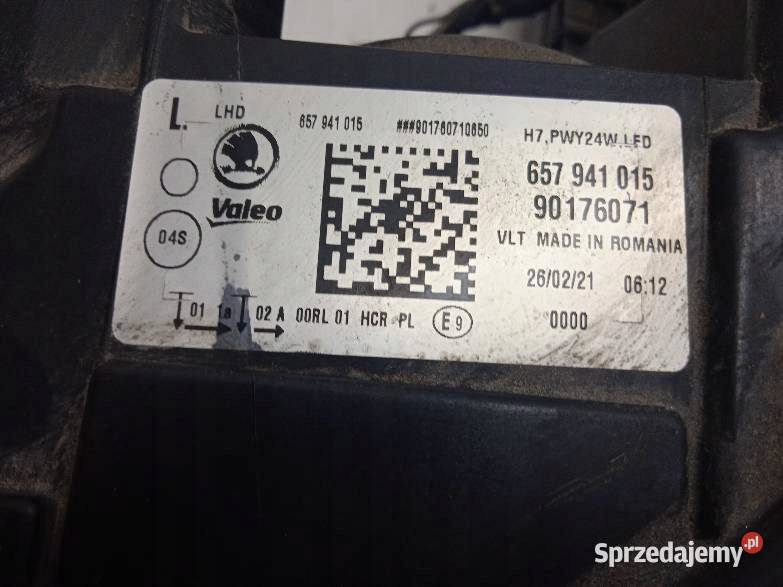 L. LHD 657 941 015 ###901760710650 H7,PWY24W,LED
657 941 015
Valeo 90176071
04S VLT MADE IN ROMANIA
26/02/21 06:12
01 1a 02 A 00RL 01 HCR PL E9 0000
Sprzedajemy.pl